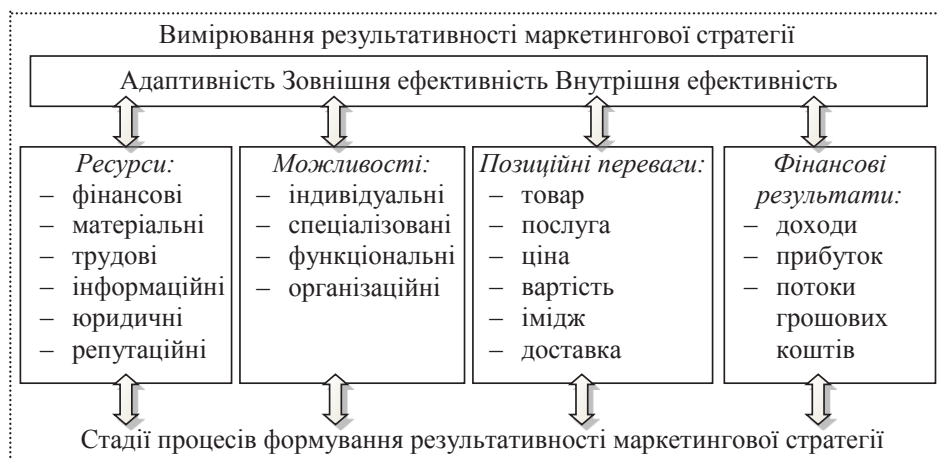 Вимірювання результативності маркетингової стратегії
Адаптивність Зовнішня ефективність Внутрішня ефективність
Ресурси:
– фінансові
– матеріальні
– трудові
– інформаційні
– юридичні
– репутаційні
Можливості:
– індивідуальні
– спеціалізовані
– функціональні
– організаційні
Позиційні переваги:
– товар
– послуга
– ціна
– вартість
– імідж
– доставка
Фінансові
результати:
– доходи
– прибуток
– потоки
грошових
коштів
Стадії процесів формування результативності маркетингової стратегії